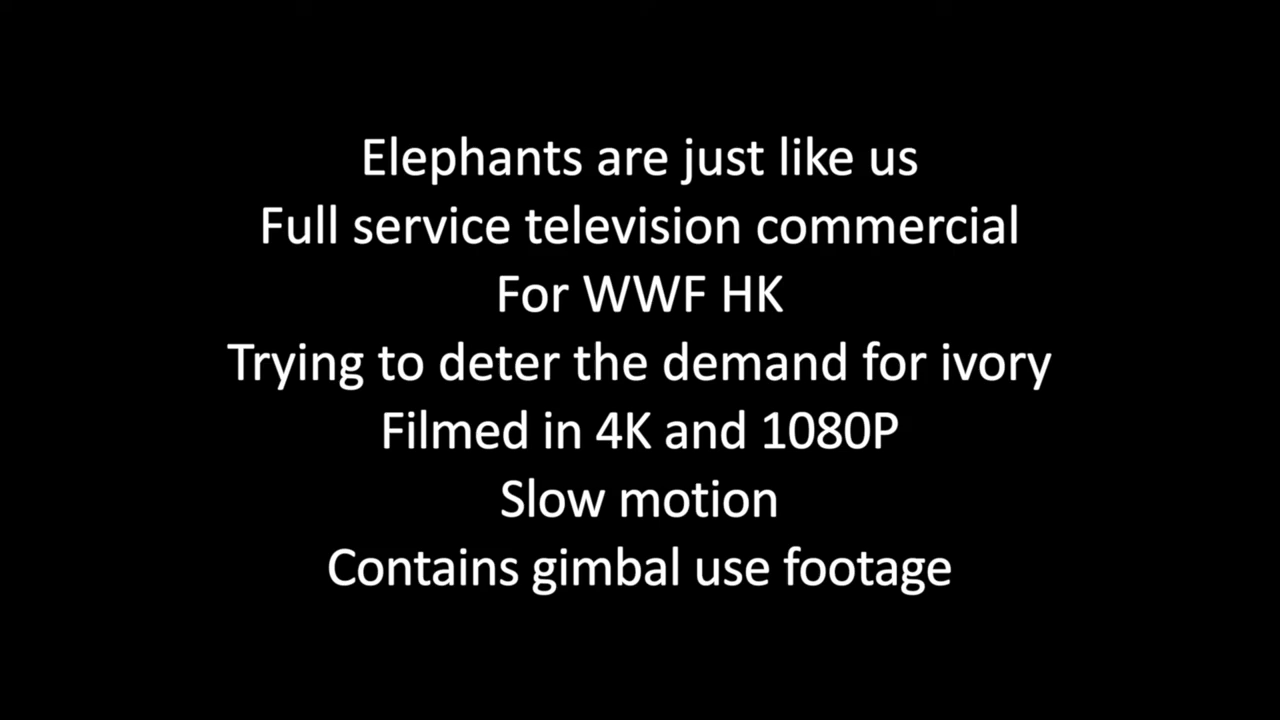 Elephants are just like us
Full service television commercial
For WWF HK
Trying to deter the demand for ivory
Filmed in 4K and 1080P
Slow motion
Contains gimbal use footage